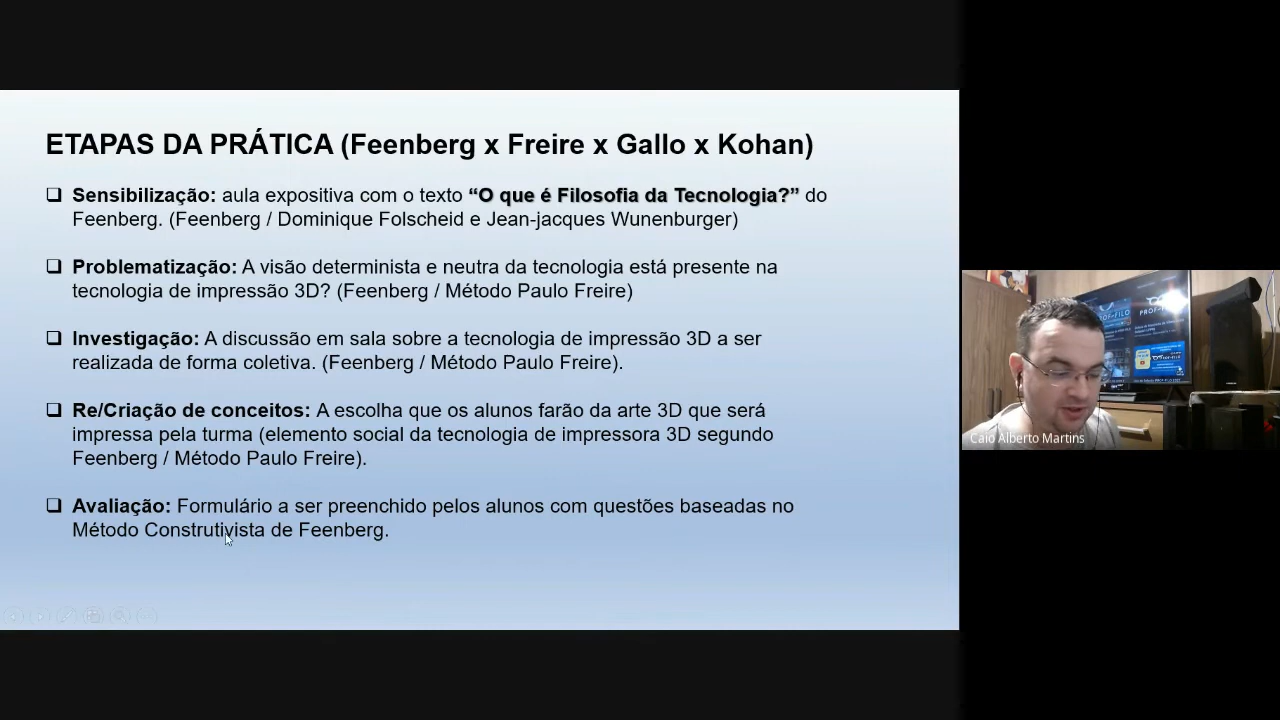 ETAPAS DA PRÁTICA (Feenberg x Freire x Gallo x Kohan)
❑ Sensibilização: aula expositiva com o texto “O que é Filosofia da Tecnologia?” do
Feenberg. (Feenberg / Dominique Folscheid e Jean-jacques Wunenburger)
❑ Problematização: A visão determinista e neutra da tecnologia está presente na
tecnologia de impressão 3D? (Feenberg / Método Paulo Freire)
❑ Investigação: A discussão em sala sobre a tecnologia de impressão 3D a ser
realizada de forma coletiva. (Feenberg / Método Paulo Freire).
❑ Re/Criação de conceitos: A escolha que os alunos farão da arte 3D que será
impressa pela turma (elemento social da tecnologia de impressora 3D segundo
Feenberg / Método Paulo Freire).
❑ Avaliação: Formulário a ser preenchido pelos alunos com questões baseadas no
Método Construtivista de Feenberg.
PROF-FILO
Caio Alberto Martins